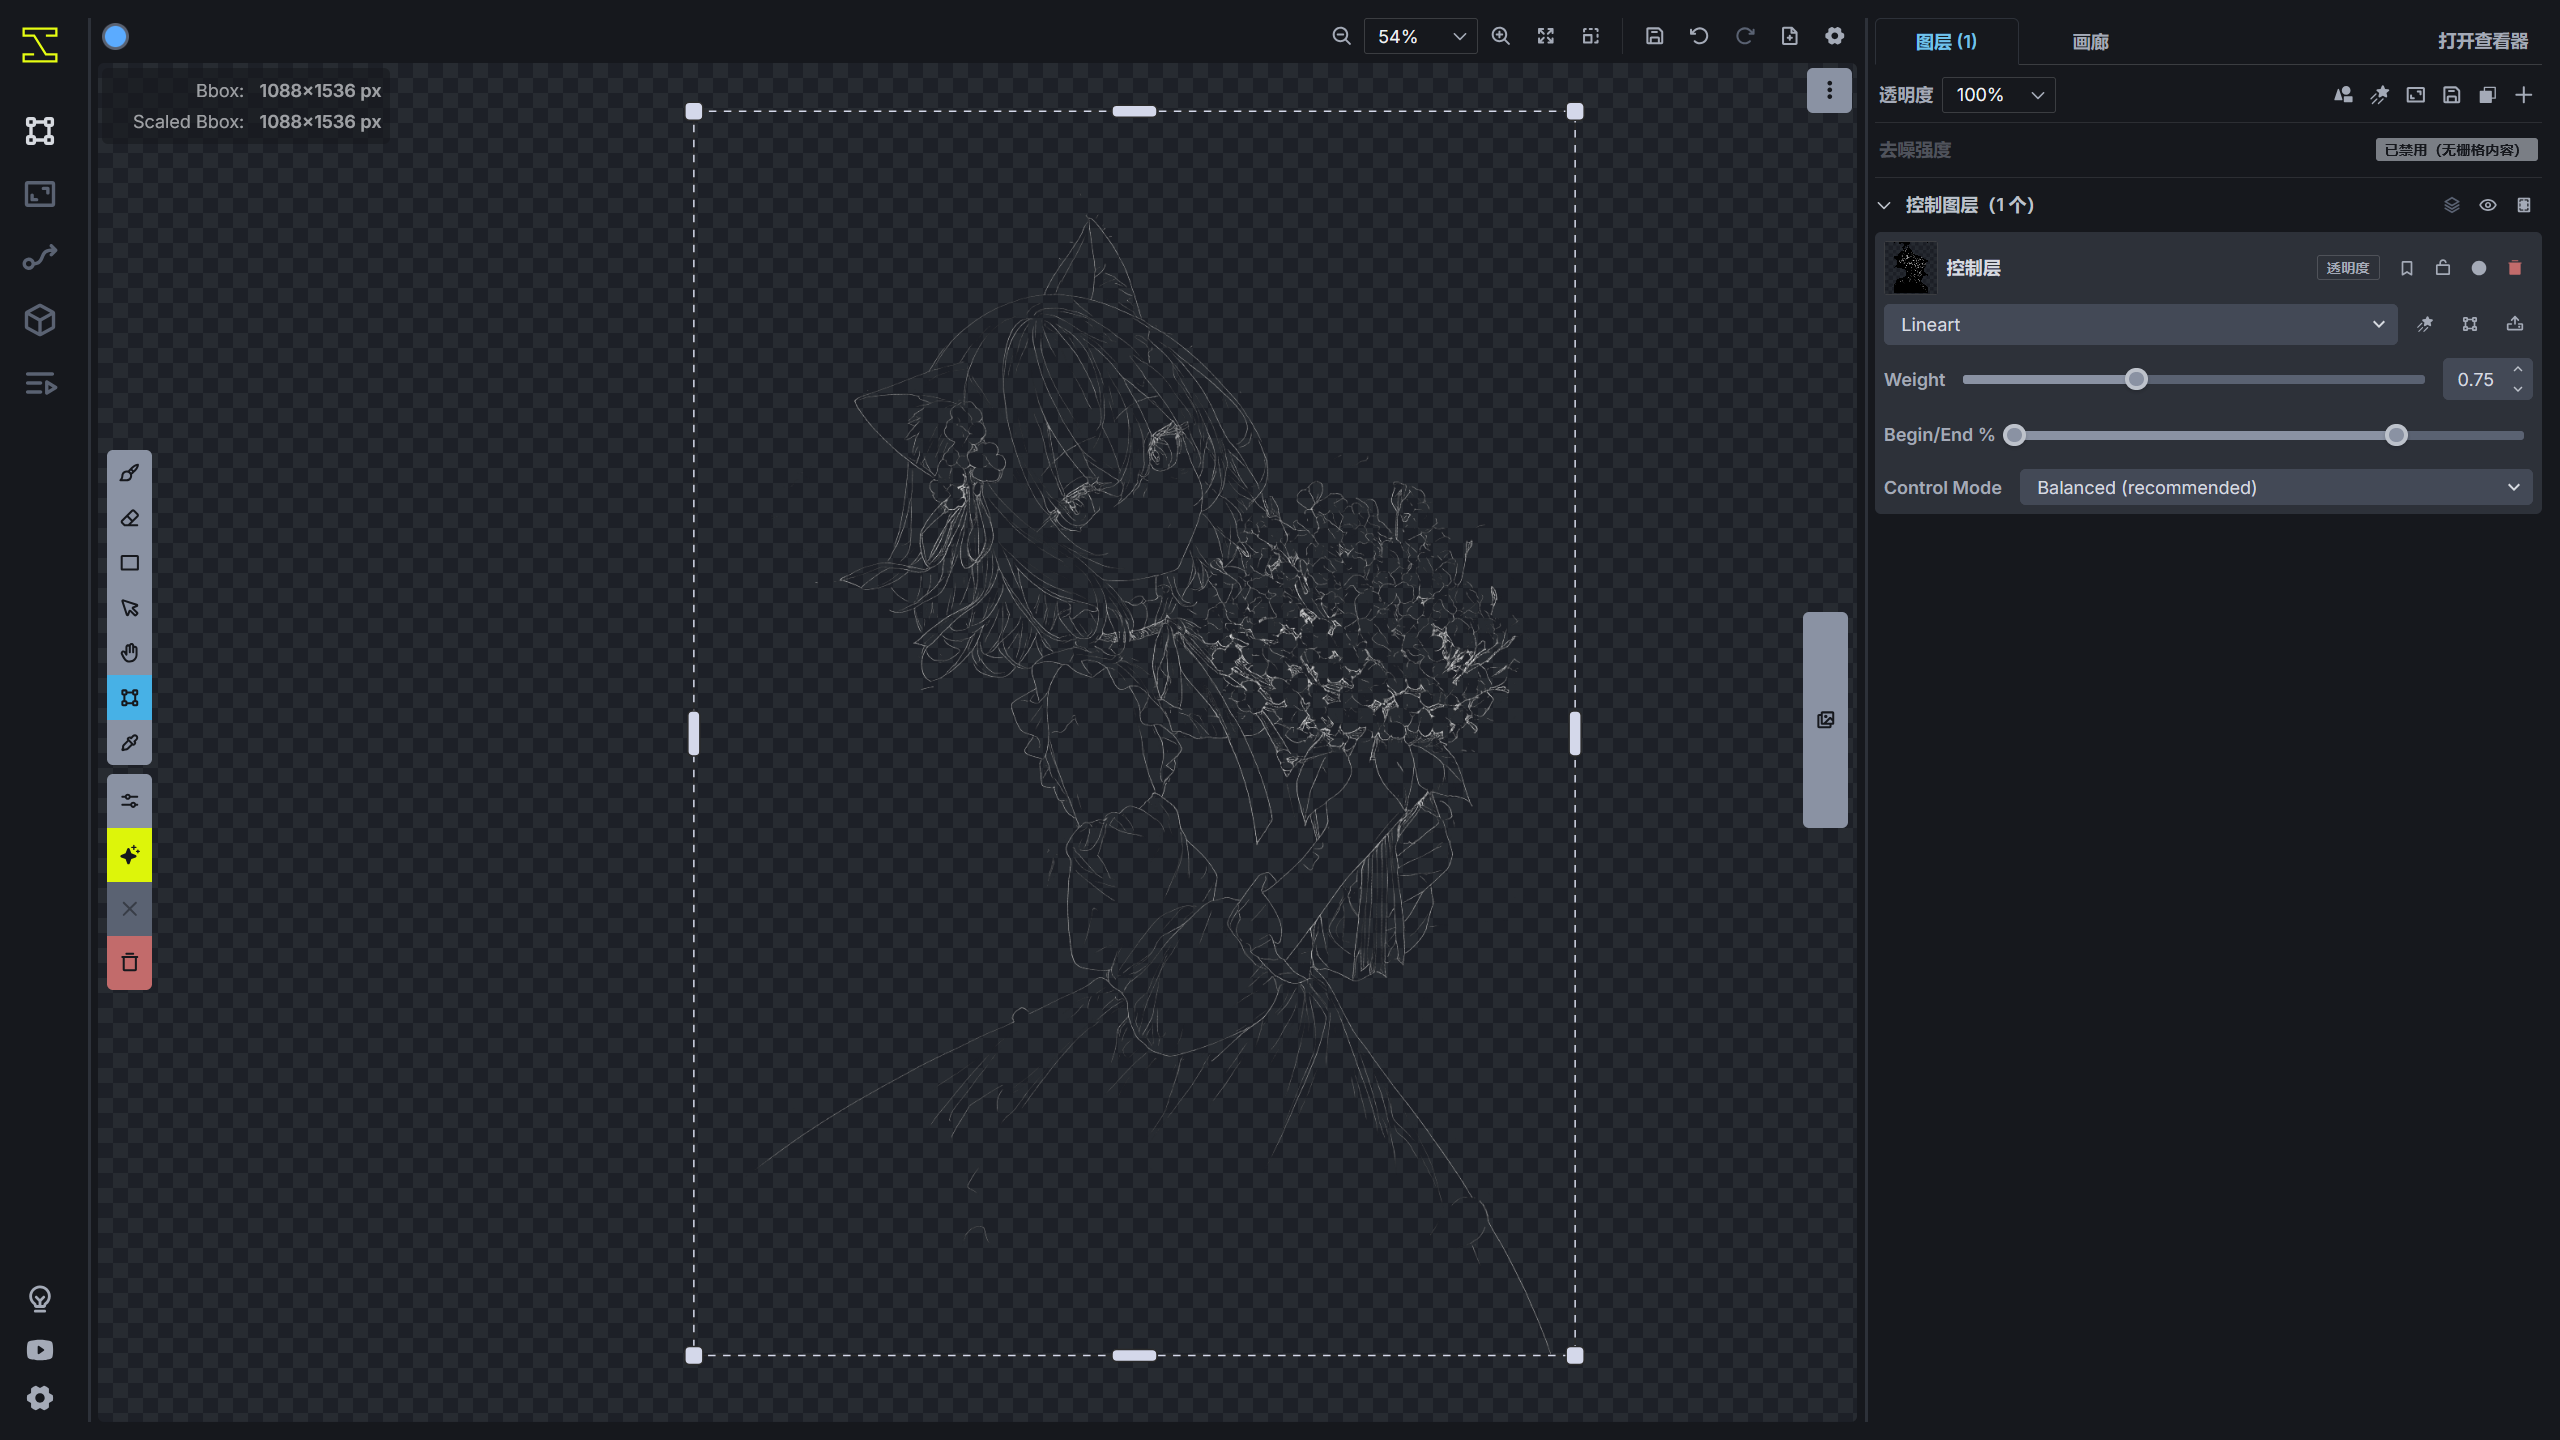 54%
图层 (1)
画廊
打开查看器
Bbox: 1088×1536 px
Scaled Bbox: 1088×1536 px
透明度 100%
去噪强度 已禁用（无栅格内容）
控制图层（1 个）
控制层 透明度
Lineart
Weight 0.75
Begin/End %
Control Mode Balanced (recommended)